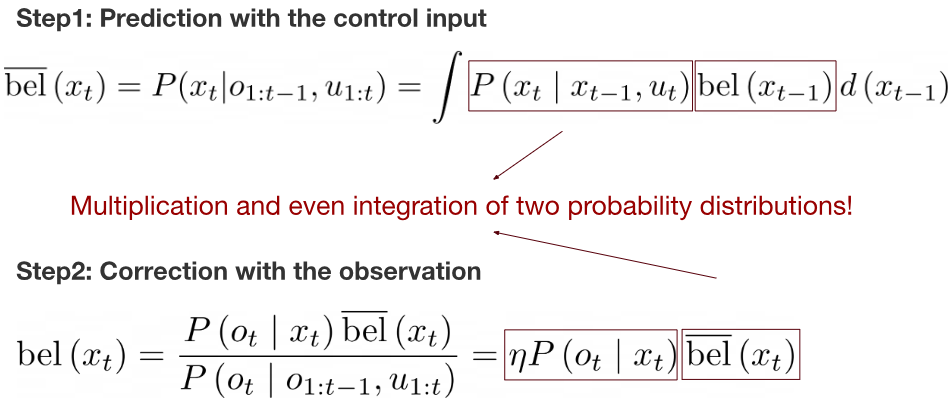 Step1: Prediction with the control input
$\overline{\text{bel}}(x_t) = P(x_t|o_{1:t-1}, u_{1:t}) = \int P(x_t \mid x_{t-1}, u_t) \text{bel}(x_{t-1}) d(x_{t-1})$
Multiplication and even integration of two probability distributions!
Step2: Correction with the observation
$\text{bel}(x_t) = \frac{P(o_t \mid x_t) \overline{\text{bel}}(x_t)}{P(o_t \mid o_{1:t-1}, u_{1:t})} = \eta P(o_t \mid x_t) \overline{\text{bel}}(x_t)$